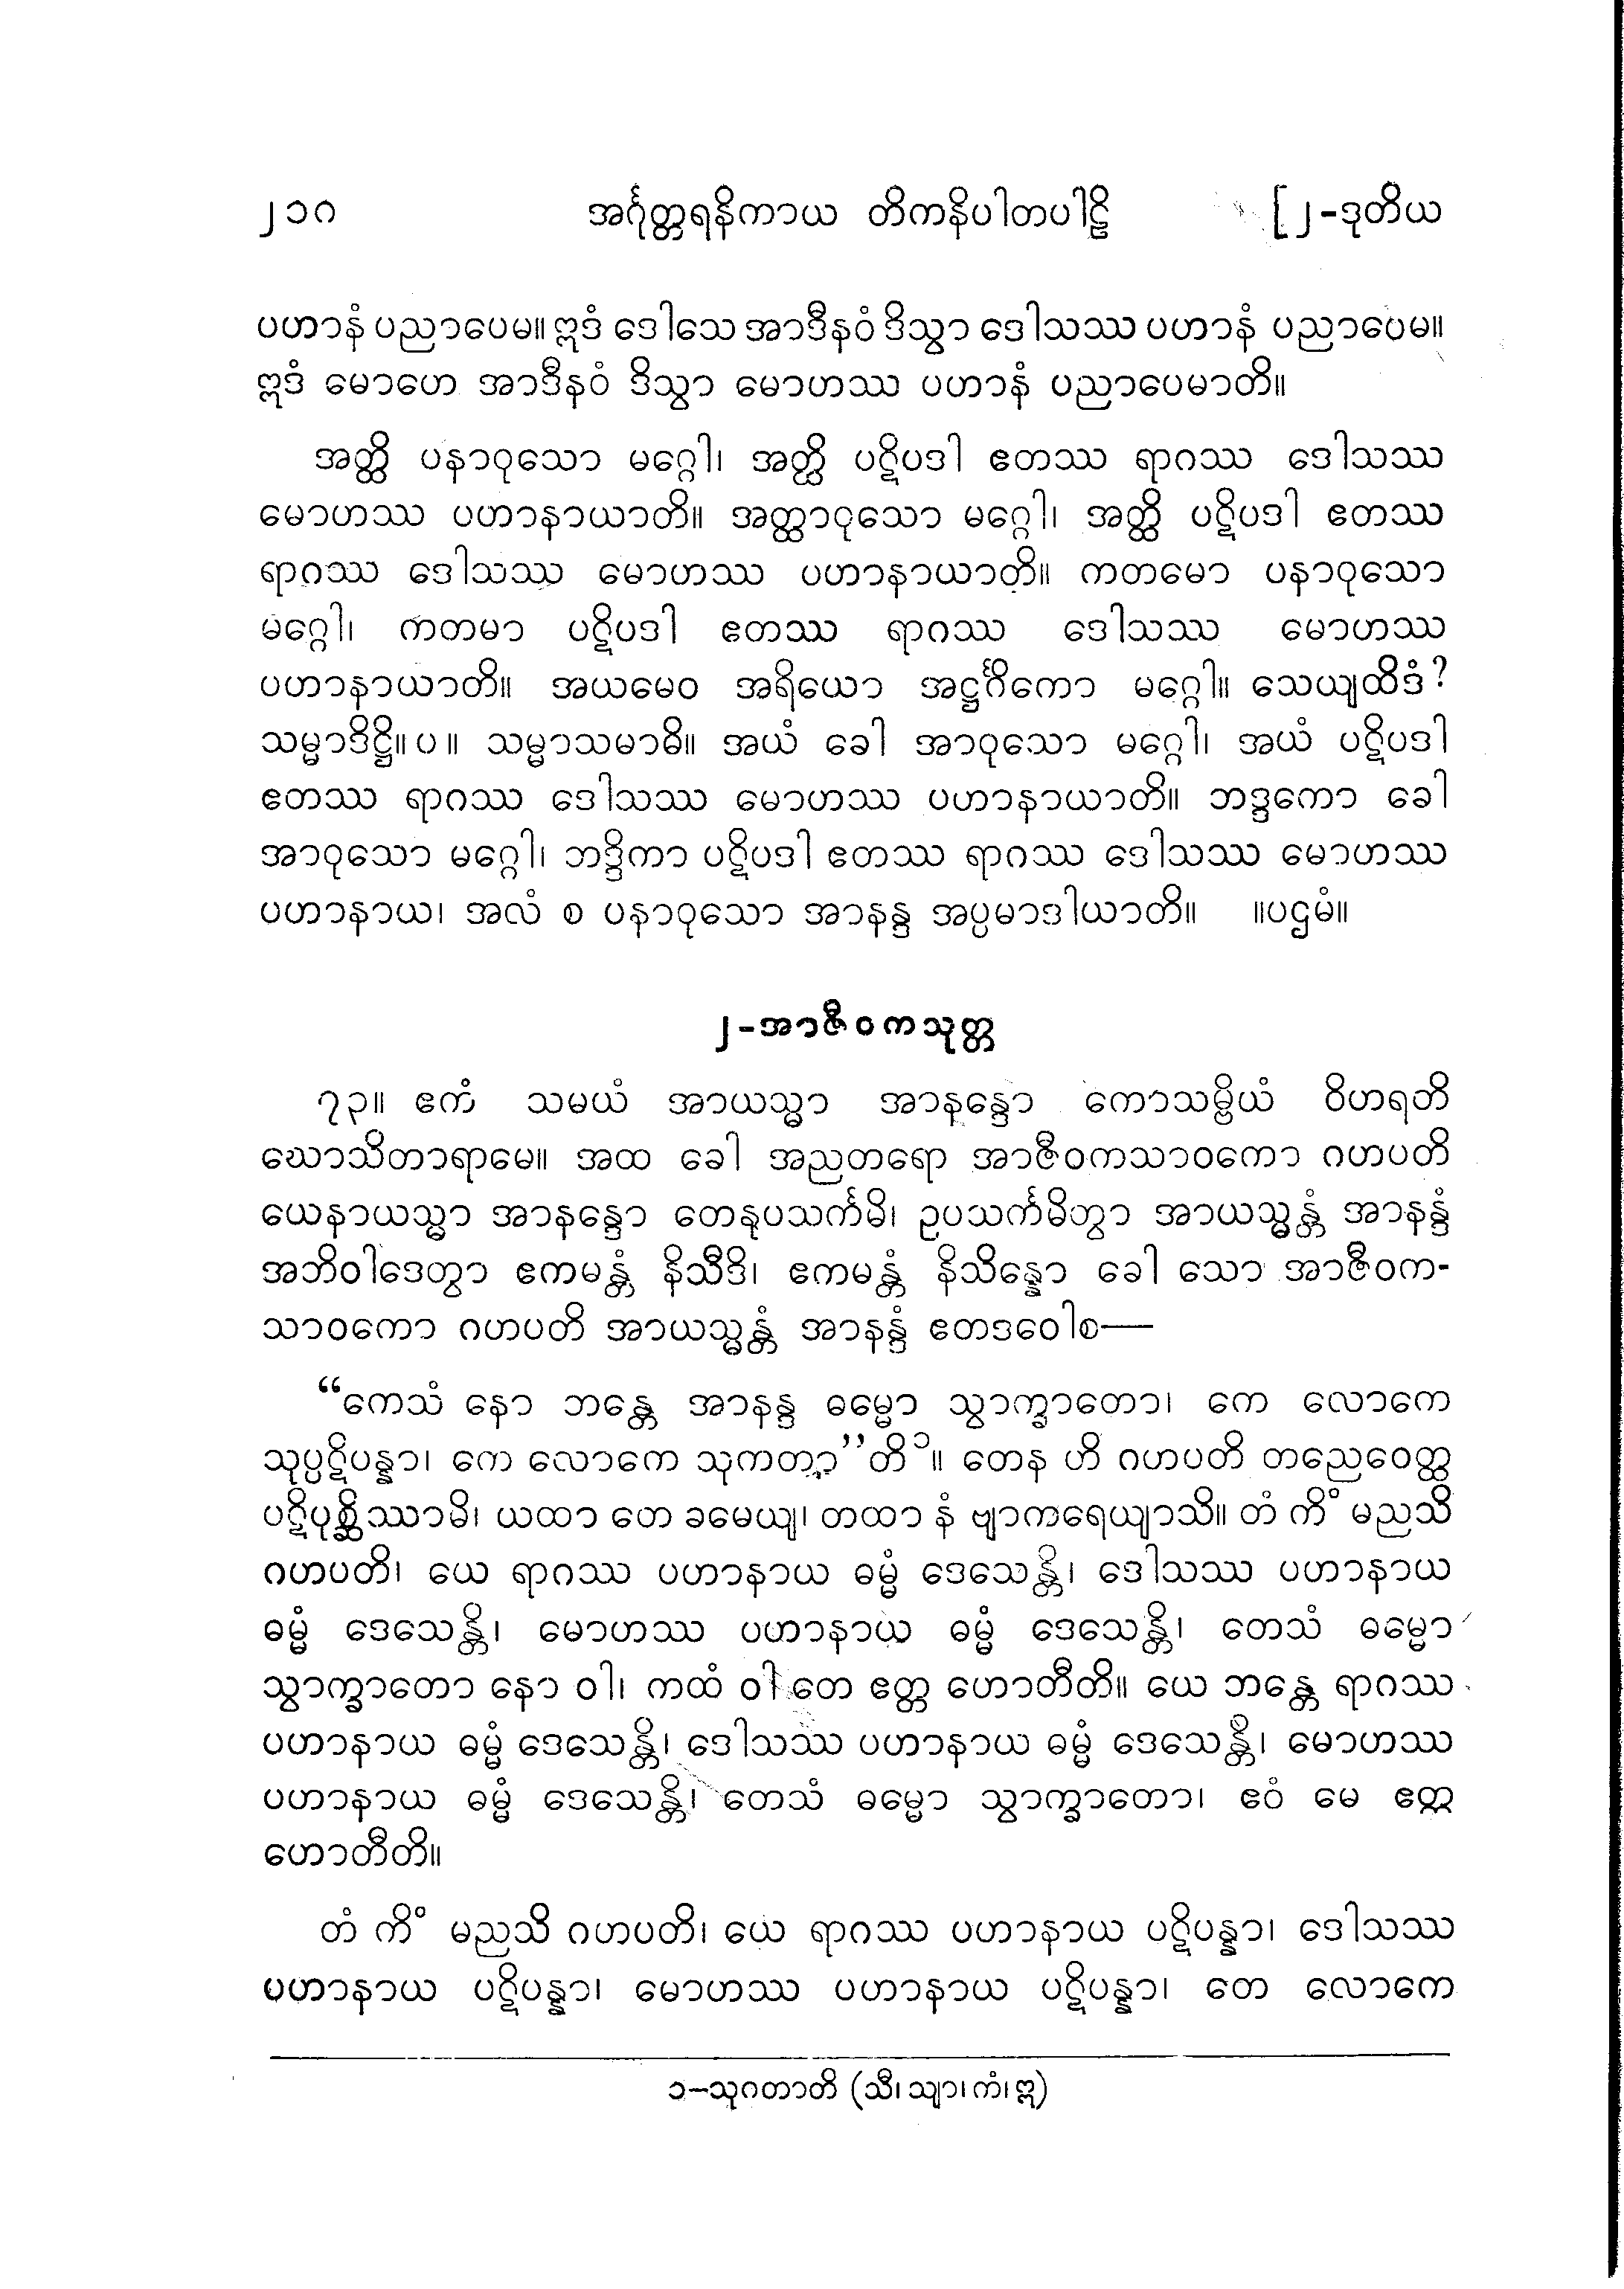 ၂၁၈ အင်္ဂုတ္တရနိကာယ တိကနိပါတပါဠိ [၂-ဒုတိယ
ပဟာနံ ပညာပေမ။ ဣဒံ ဒေါသေ အာဒီနဝံ ဒိသွာ ဒေါသဿ ပဟာနံ ပညာပေမ။
ဣဒံ မောဟေ အာဒီနဝံ ဒိသွာ မောဟဿ ပဟာနံ ပညာပေမာတိ။
အတ္ထိ ပနာဝုသော မဂ္ဂေါ၊ အတ္ထိ ပဋိပဒါ ဧတဿ ရာဂဿ ဒေါသဿ
မောဟဿ ပဟာနာယာတိ။ အတ္ထာဝုသော မဂ္ဂေါ၊ အတ္ထိ ပဋိပဒါ ဧတဿ
ရာဂဿ ဒေါသဿ မောဟဿ ပဟာနာယာတိ။ ကတမော ပနာဝုသော
မဂ္ဂေါ၊ ကတမာ ပဋိပဒါ ဧတဿ ရာဂဿ ဒေါသဿ မောဟဿ
ပဟာနာယာတိ။ အယမေဝ အရိယော အဋ္ဌင်္ဂိကော မဂ္ဂေါ။ သေယျထိဒံ?
သမ္မာဒိဋ္ဌိ။ ပ ။ သမ္မာသမာဓိ။ အယံ ခေါ အာဝုသော မဂ္ဂေါ၊ အယံ ပဋိပဒါ
ဧတဿ ရာဂဿ ဒေါသဿ မောဟဿ ပဟာနာယာတိ။ ဘဒ္ဒကော ခေါ
အာဝုသော မဂ္ဂေါ၊ ဘဒ္ဒိကာ ပဋိပဒါ ဧတဿ ရာဂဿ ဒေါသဿ မောဟဿ
ပဟာနာယ၊ အလံ စ ပနာဝုသော အာနန္ဒ အပ္ပမာဒါယာတိ။ ။ပဌမံ။
၂-အာဇီဝကသုတ္တ
၇၃။ ဧကံ သမယံ အာယသ္မာ အာနန္ဒော ကောသမ္ဗိယံ ဝိဟရတိ
ဃောသိတာရာမေ။ အထ ခေါ အညတရော အာဇီဝကသာဝကော ဂဟပတိ
ယေနာယသ္မာ အာနန္ဒော တေနုပသင်္ကမိ၊ ဥပသင်္ကမိတွာ အာယသ္မန္တံ အာနန္ဒံ
အဘိဝါဒေတွာ ဧကမန္တံ နိသီဒိ၊ ဧကမန္တံ နိသိန္နော ခေါ သော အာဇီဝက-
သာဝကော ဂဟပတိ အာယသ္မန္တံ အာနန္ဒံ ဧတဒဝေါစ—
“ကေသံ နော ဘန္တေ အာနန္ဒ ဓမ္မော သွာက္ခာတော၊ ကေ လောကေ
သုပ္ပဋိပန္နာ၊ ကေ လောကေ သုကတာ”တိ ၁။ တေန ဟိ ဂဟပတိ တညေဝေတ္ထ
ပဋိပုစ္ဆိဿာမိ၊ ယထာ တေ ခမေယျ၊ တထာ နံ ဗျာကရေယျာသိ။ တံ ကိံ မညသိ
ဂဟပတိ၊ ယေ ရာဂဿ ပဟာနာယ ဓမ္မံ ဒေသေန္တိ၊ ဒေါသဿ ပဟာနာယ
ဓမ္မံ ဒေသေန္တိ၊ မောဟဿ ပဟာနာယ ဓမ္မံ ဒေသေန္တိ၊ တေသံ ဓမ္မော
သွာက္ခာတော နော ဝါ၊ ကထံ ဝါ တေ ဧတ္ထ ဟောတီတိ။ ယေ ဘန္တေ ရာဂဿ
ပဟာနာယ ဓမ္မံ ဒေသေန္တိ၊ ဒေါသဿ ပဟာနာယ ဓမ္မံ ဒေသေန္တိ၊ မောဟဿ
ပဟာနာယ ဓမ္မံ ဒေသေန္တိ၊ တေသံ ဓမ္မော သွာက္ခာတော၊ ဧဝံ မေ ဧတ္ထ
ဟောတီတိ။
တံ ကိံ မညသိ ဂဟပတိ၊ ယေ ရာဂဿ ပဟာနာယ ပဋိပန္နာ၊ ဒေါသဿ
ပဟာနာယ ပဋိပန္နာ၊ မောဟဿ ပဟာနာယ ပဋိပန္နာ၊ တေ လောကေ
၁–သုဂတာတိ (သီ၊ သျာ၊ ကံ၊ ဣ)